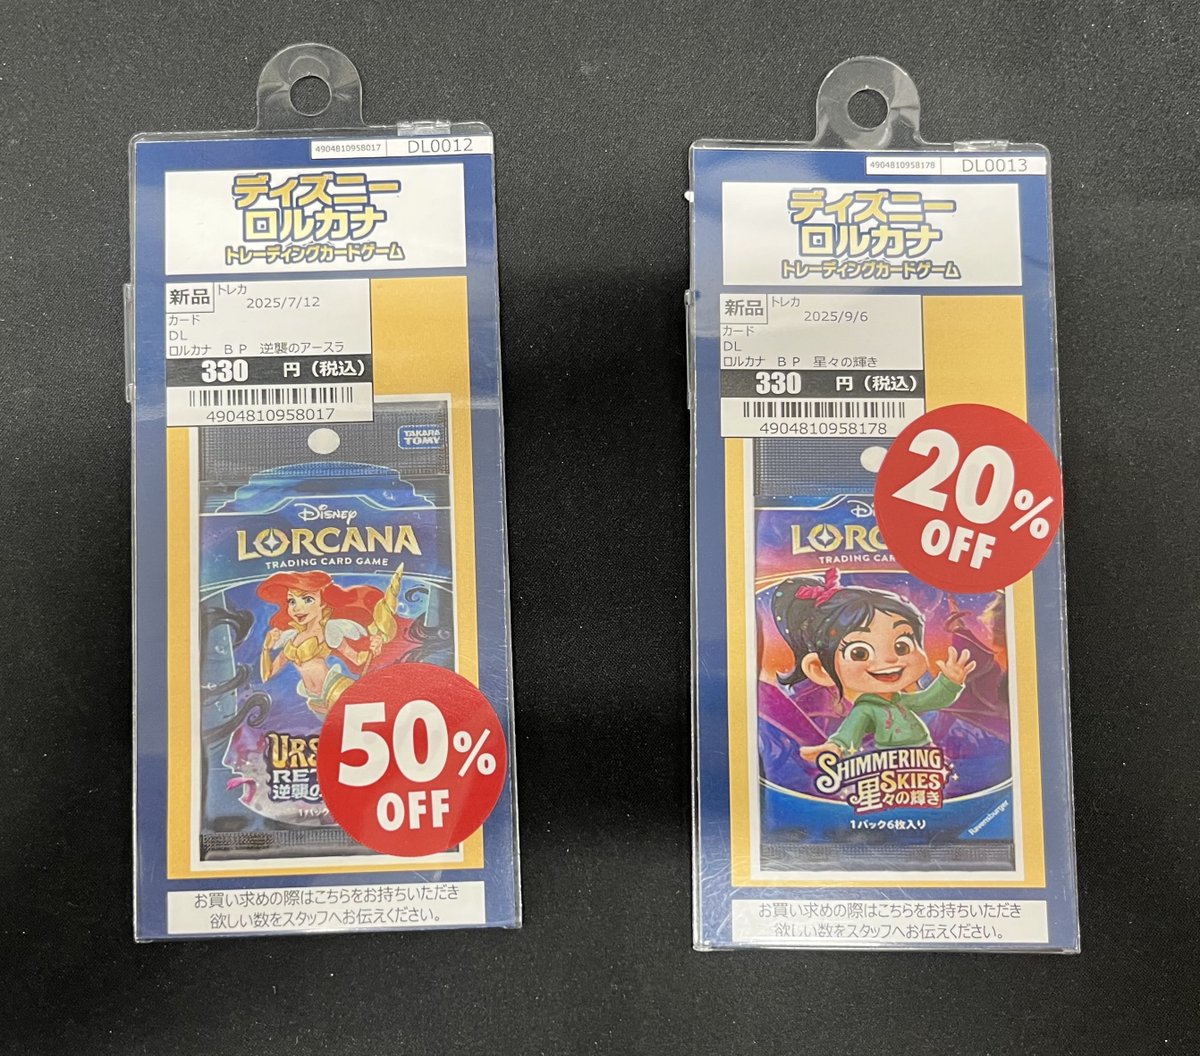 4904810958017 DL0012
ディズニー
ロルカナ
トレーディングカードゲーム
新品 トレカ
2025/7/12
カード
DL
ロルカナ BP 逆襲のアースラ
330 円(税込)
4904810958017
TAKARA
TOMY
Disney
LORCANA
TRADING CARD GAME
逆襲の
1パック
50%
OFF
お買い求めの際はこちらをお持ちいただき
欲しい数をスタッフへお伝えください。
4904810958178 DL0013
ディズニー
ロルカナ
トレーディングカードゲーム
新品 トレカ
2025/9/6
カード
DL
ロルカナ BP 星々の輝き
330 円(税込)
4904810958178
20%
OFF
SHIMMERING
SKIES
星々の輝き
1パック6枚入り
Ravensburger
お買い求めの際はこちらをお持ちいただき
欲しい数をスタッフへお伝えください。